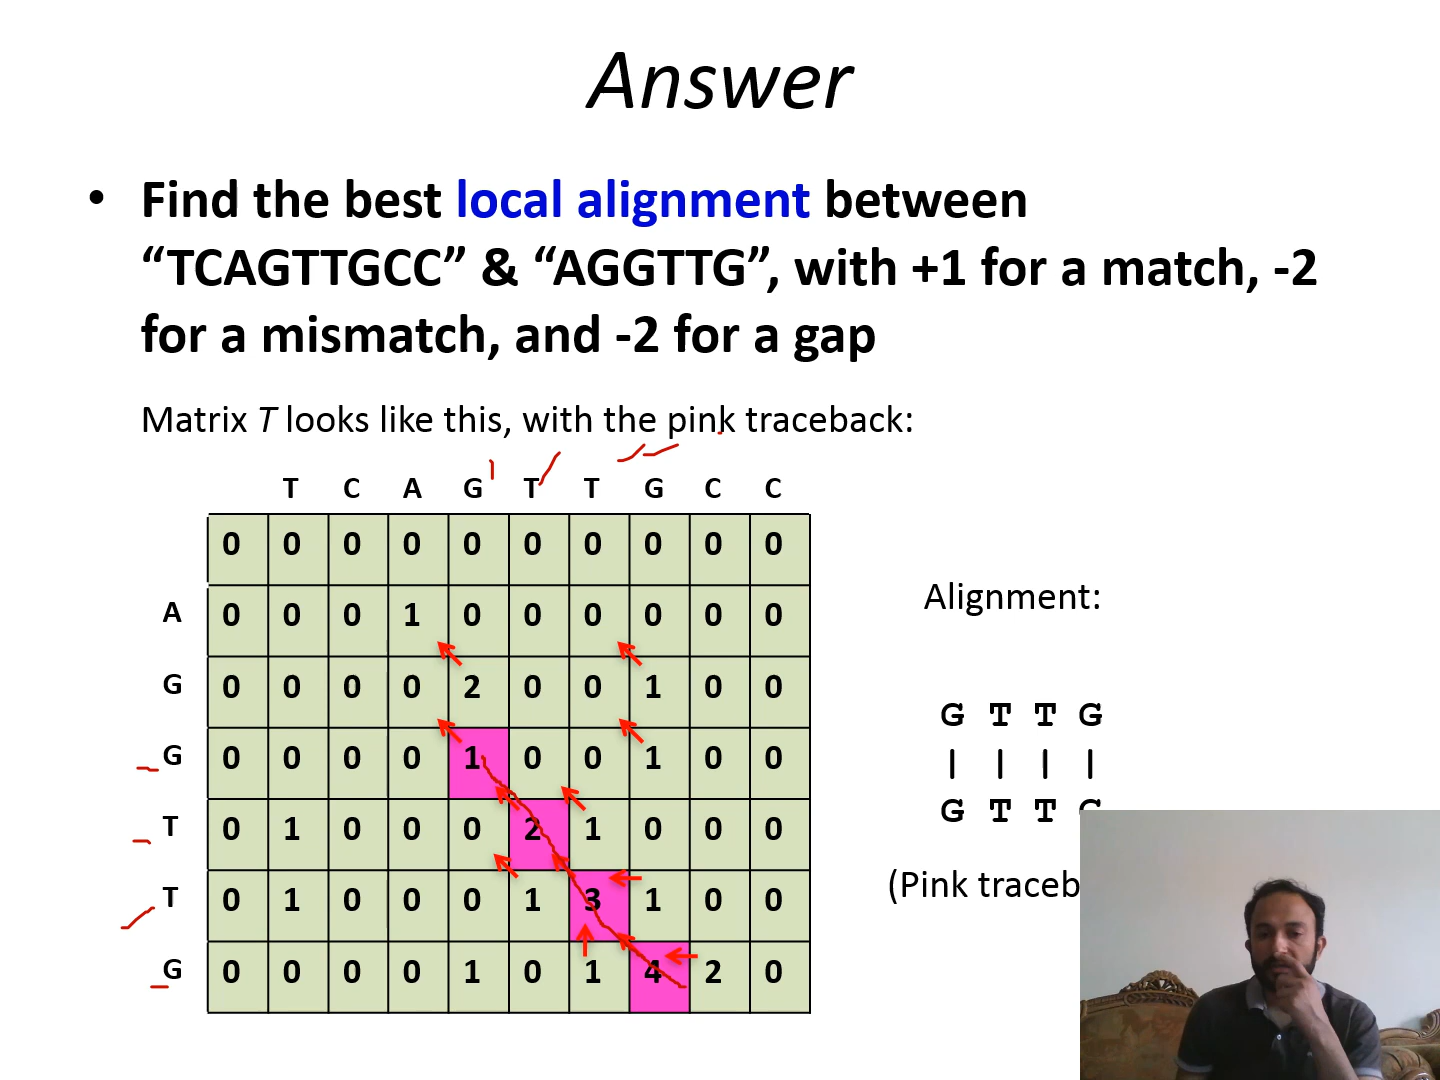 Answer
• Find the best local alignment between
“TCAGTTGCC” & “AGGTTG”, with +1 for a match, -2
for a mismatch, and -2 for a gap
Matrix T looks like this, with the pink traceback:
T C A G T T G C C
0 0 0 0 0 0 0 0 0 0
A 0 0 0 1 0 0 0 0 0 0
G 0 0 0 0 2 0 0 1 0 0
G 0 0 0 0 1 0 0 1 0 0
T 0 1 0 0 0 2 1 0 0 0
T 0 1 0 0 0 1 3 1 0 0
G 0 0 0 0 1 0 1 4 2 0
Alignment:
G T T G
| | | |
G T T
(Pink